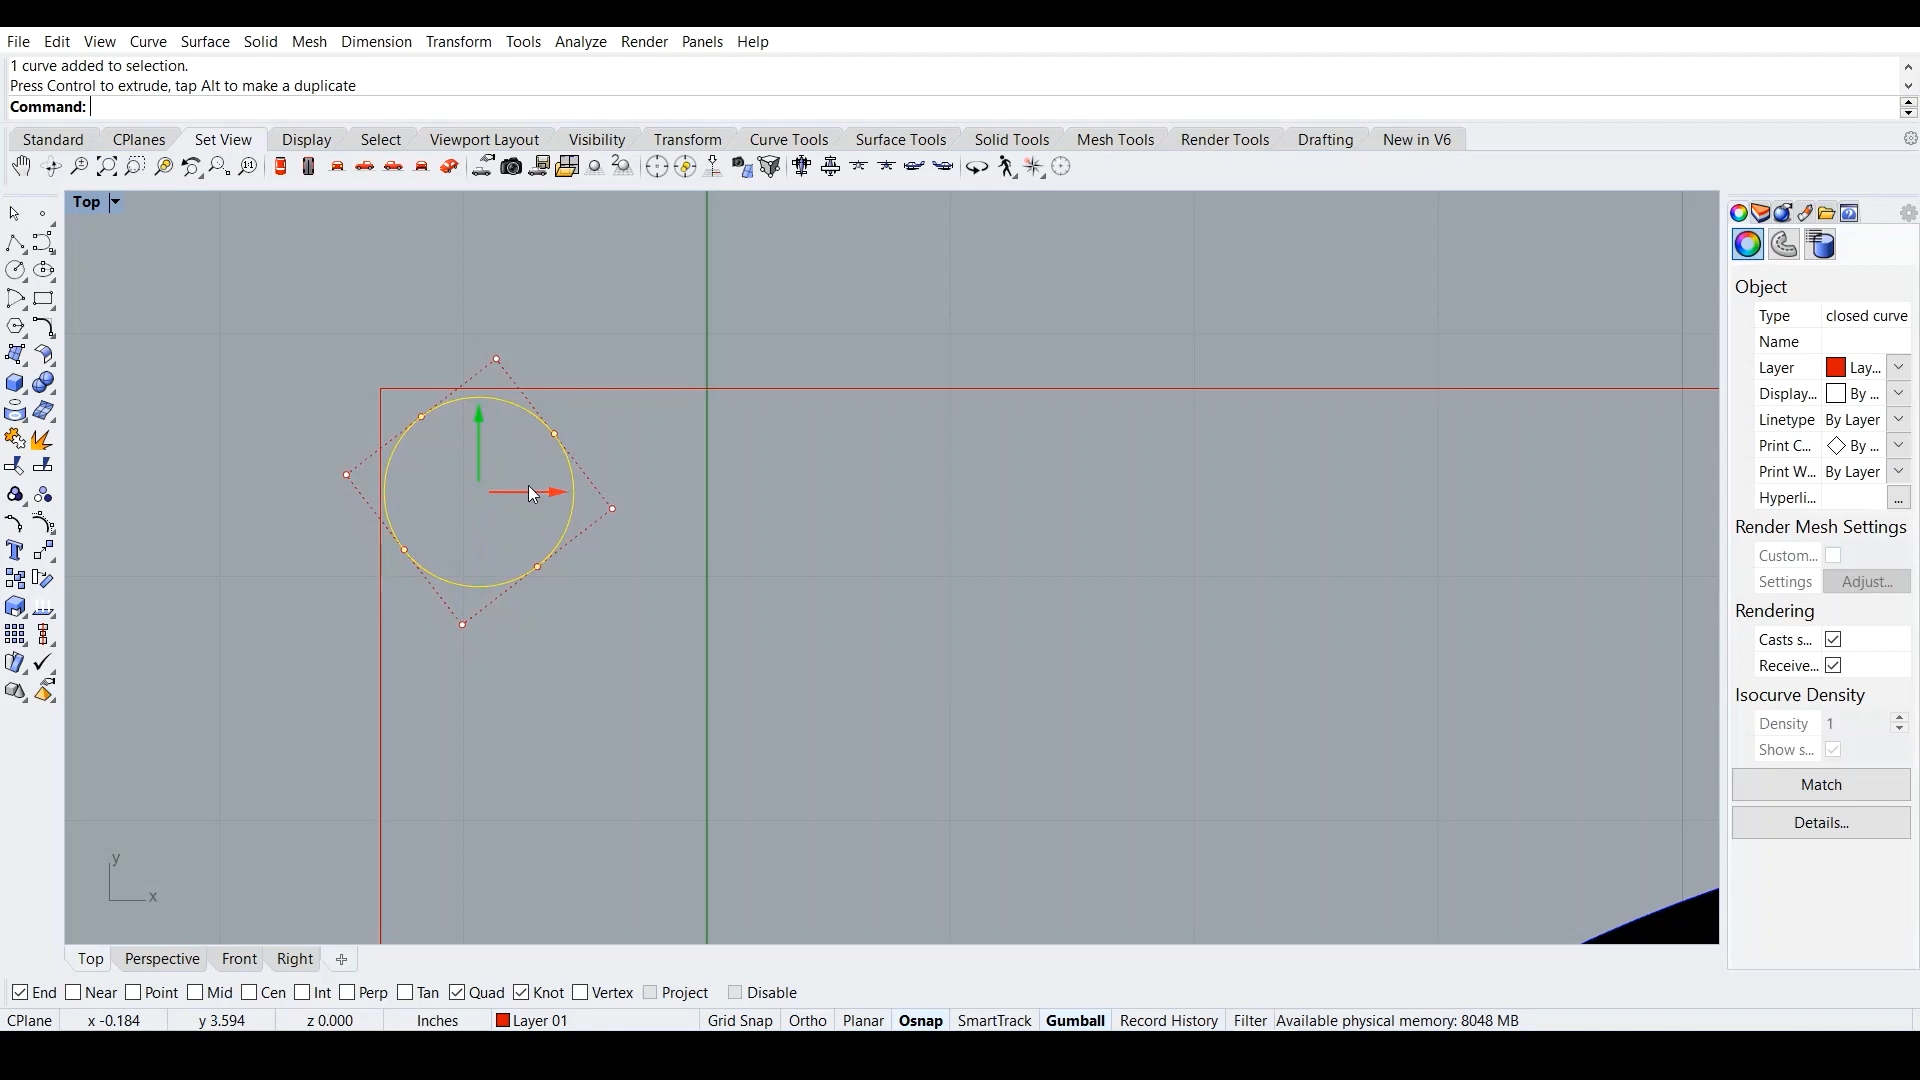 File Edit View Curve Surface Solid Mesh Dimension Transform Tools Analyze Render Panels Help
1 curve added to selection.
Press Control to extrude, tap Alt to make a duplicate
Command:
Standard CPlanes Set View Display Select Viewport Layout Visibility Transform Curve Tools Surface Tools Solid Tools Mesh Tools Render Tools Drafting New in V6
Top
Object
Type closed curve
Name
Layer Lay...
Display... By ...
Linetype By Layer
Print C... By ...
Print W... By Layer
Hyperli... ...
Render Mesh Settings
Custom...
Settings Adjust...
Rendering
Casts s...
Receive...
Isocurve Density
Density 1
Show s...
Match
Details...
y
x
Top Perspective Front Right
End Near Point Mid Cen Int Perp Tan Quad Knot Vertex Project Disable
CPlane x -0.184 y 3.594 z 0.000 Inches Layer 01 Grid Snap Ortho Planar Osnap SmartTrack Gumball Record History Filter Available physical memory: 8048 MB